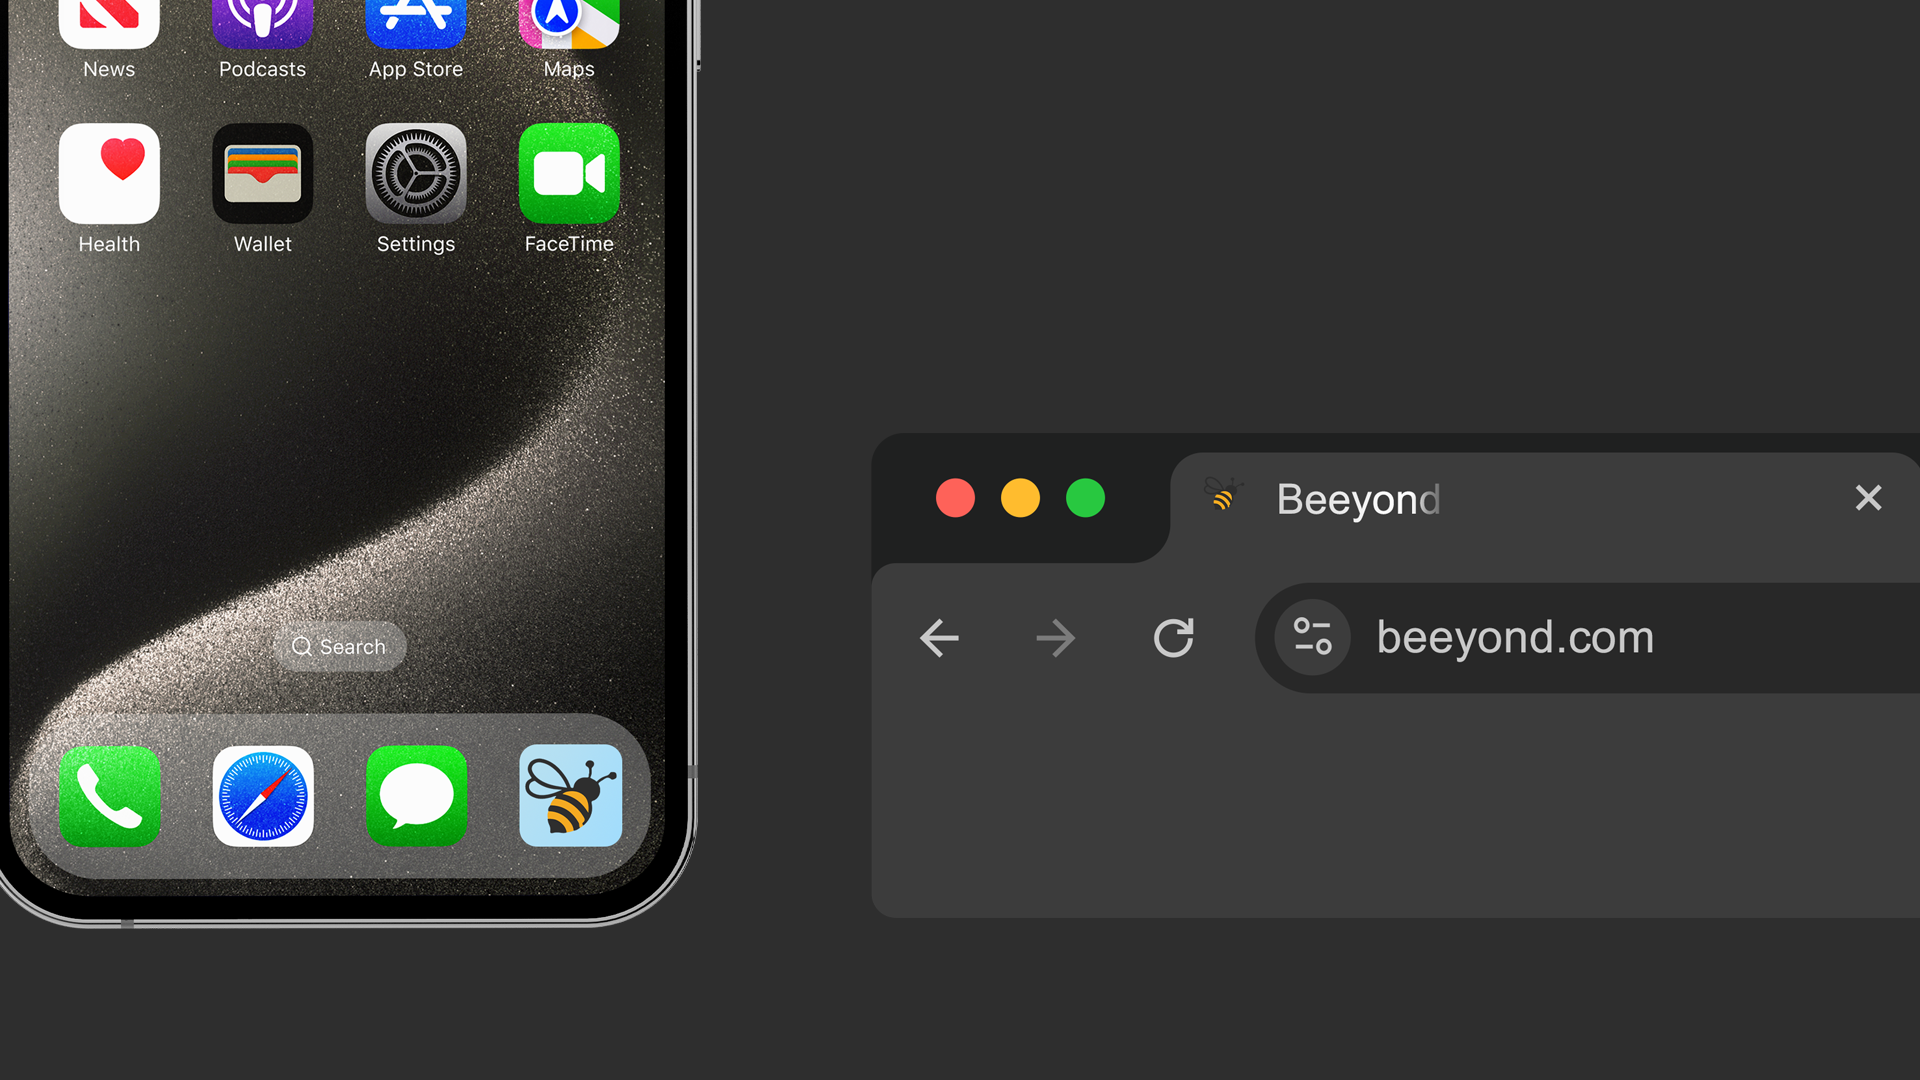 News
Podcasts
App Store
Maps
Health
Wallet
Settings
FaceTime
Search
Beeyond
beeyond.com